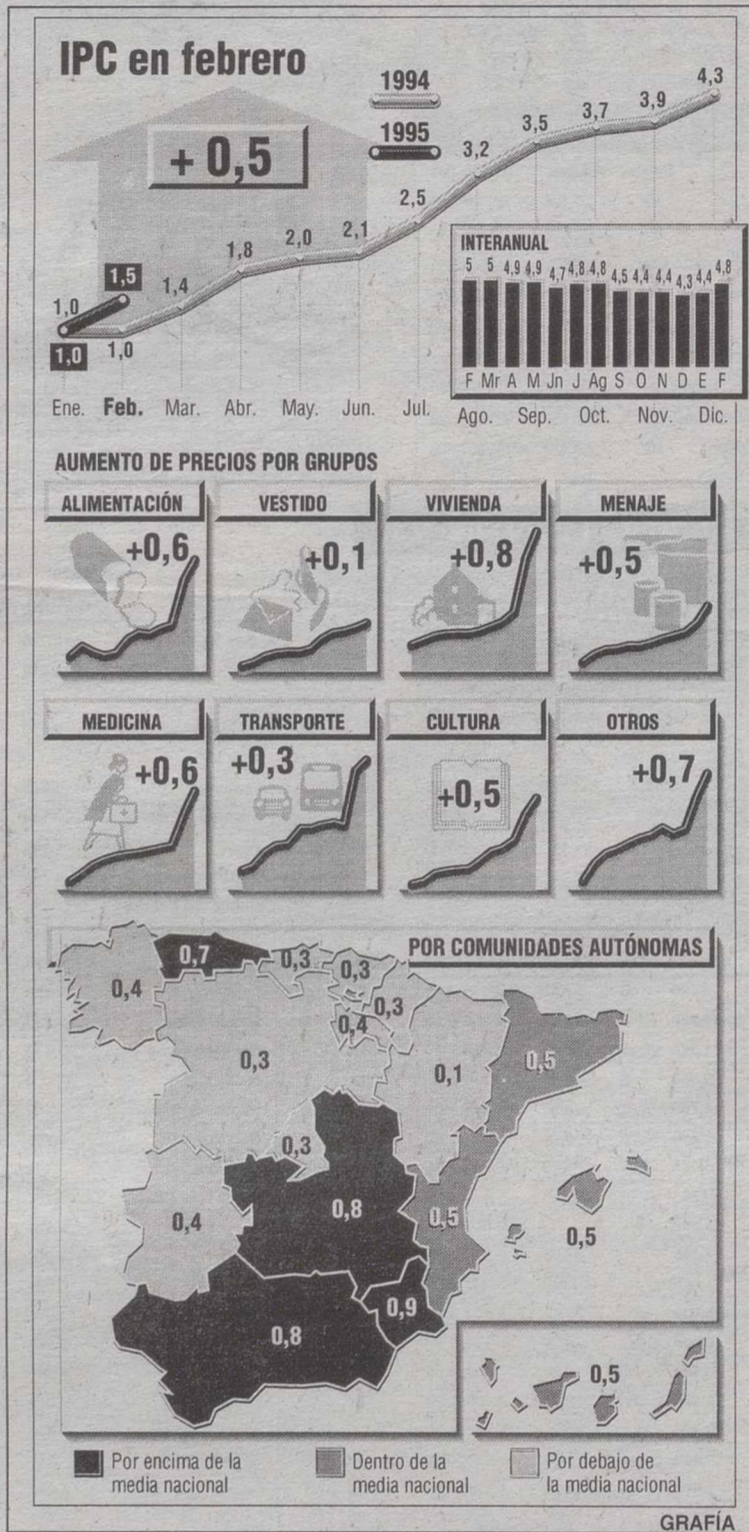 IPC en febrero
+ 0,5
1994
1995
1,0
1,0
1,5
1,0
1,4
1,8
2,0
2,1
2,5
3,2
3,5
3,7
3,9
4,3
INTERANUAL
5 5 4,9 4,9 4,7 4,8 4,8 4,5 4,4 4,4 4,3 4,4 4,8
F Mr A M Jn J Ag S O N D E F
Ene. Feb. Mar. Abr. May. Jun. Jul. Ago. Sep. Oct. Nov. Dic.
AUMENTO DE PRECIOS POR GRUPOS
ALIMENTACIÓN VESTIDO VIVIENDA MENAJE
+0,6 +0,1 +0,8 +0,5
MEDICINA TRANSPORTE CULTURA OTROS
+0,6 +0,3 +0,5 +0,7
POR COMUNIDADES AUTÓNOMAS
0,4
0,7
0,3
0,3
0,3
0,4
0,3
0,1
0,5
0,3
0,4
0,8
0,5
0,5
0,8
0,9
0,5
Por encima de la
media nacional
Dentro de la
media nacional
Por debajo de
la media nacional
GRAFÍA